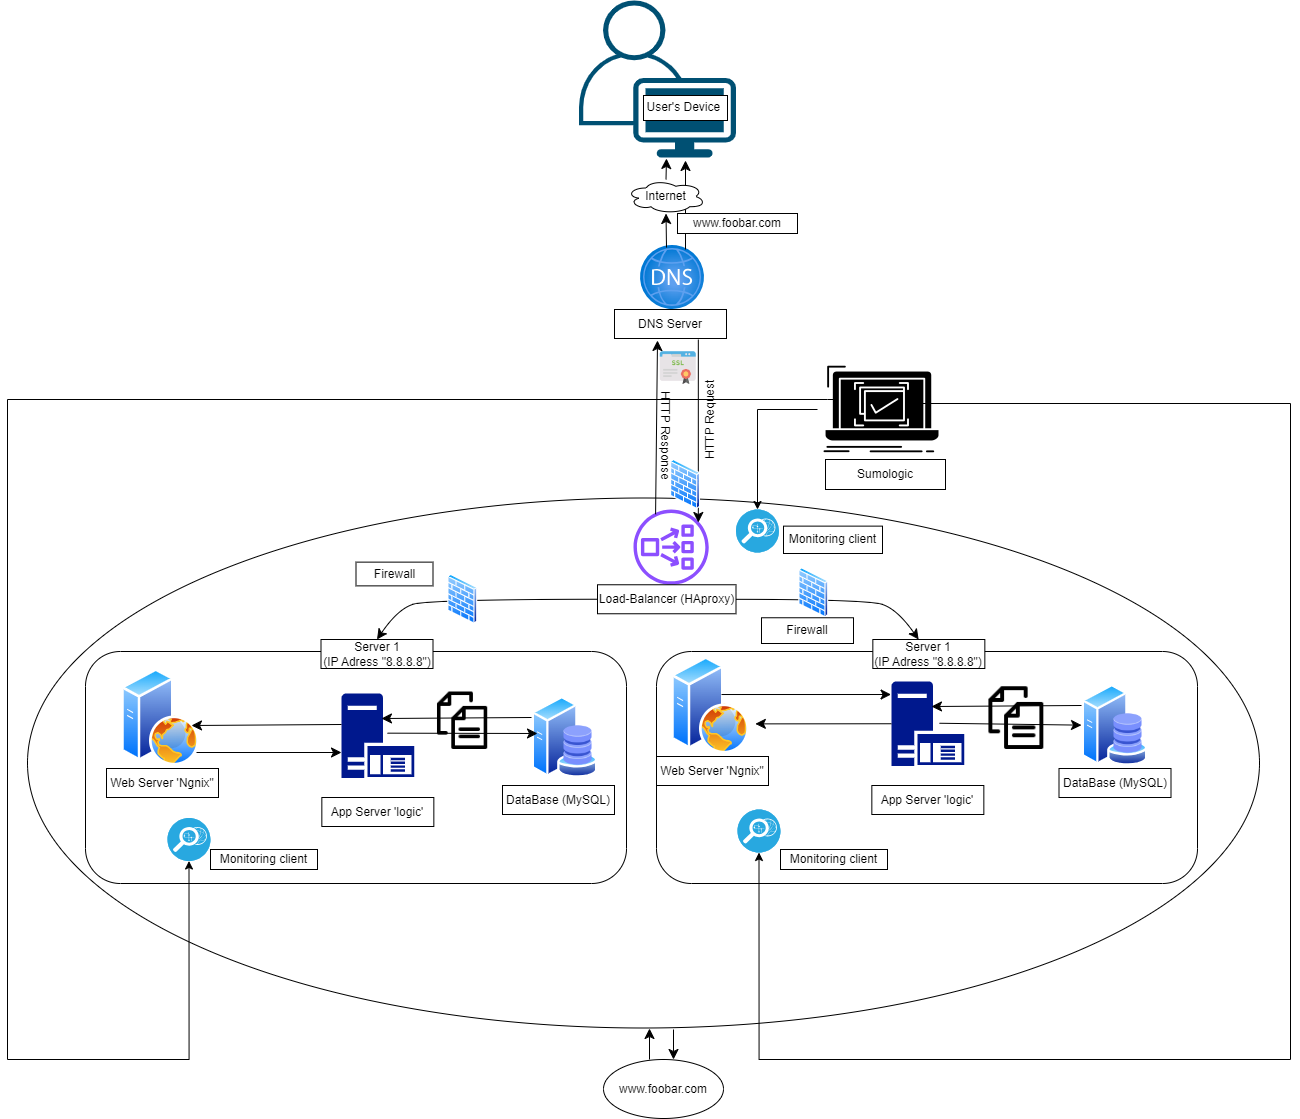 User's Device
Internet
www.foobar.com
DNS
DNS Server
SSL
HTTP Response
HTTP Request
Sumologic
Monitoring client
Firewall
Load-Balancer (HAproxy)
Firewall
Server 1
(IP Adress "8.8.8.8")
Server 1
(IP Adress "8.8.8.8")
Web Server 'Ngnix"
App Server 'logic'
DataBase (MySQL)
Monitoring client
Web Server 'Ngnix"
App Server 'logic'
DataBase (MySQL)
Monitoring client
www.foobar.com